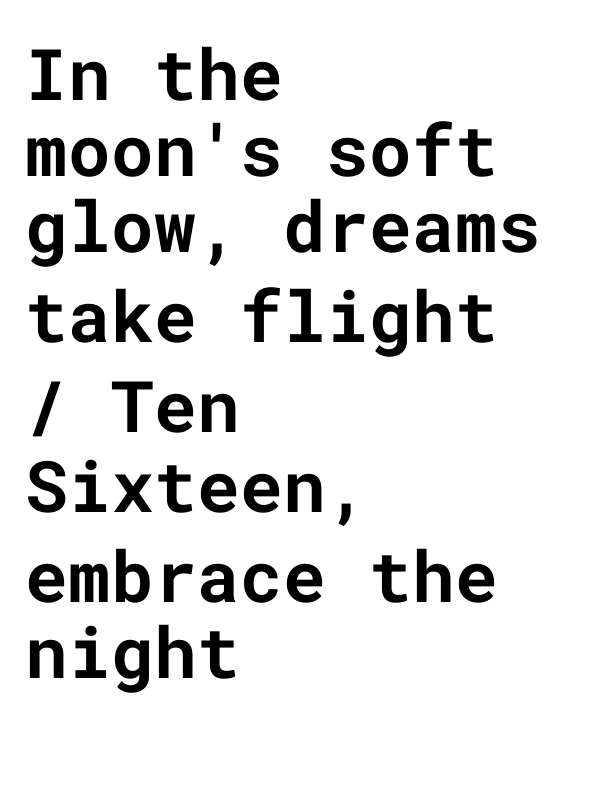 In the
moon's soft
glow, dreams
take flight
/ Ten
Sixteen,
embrace the
night